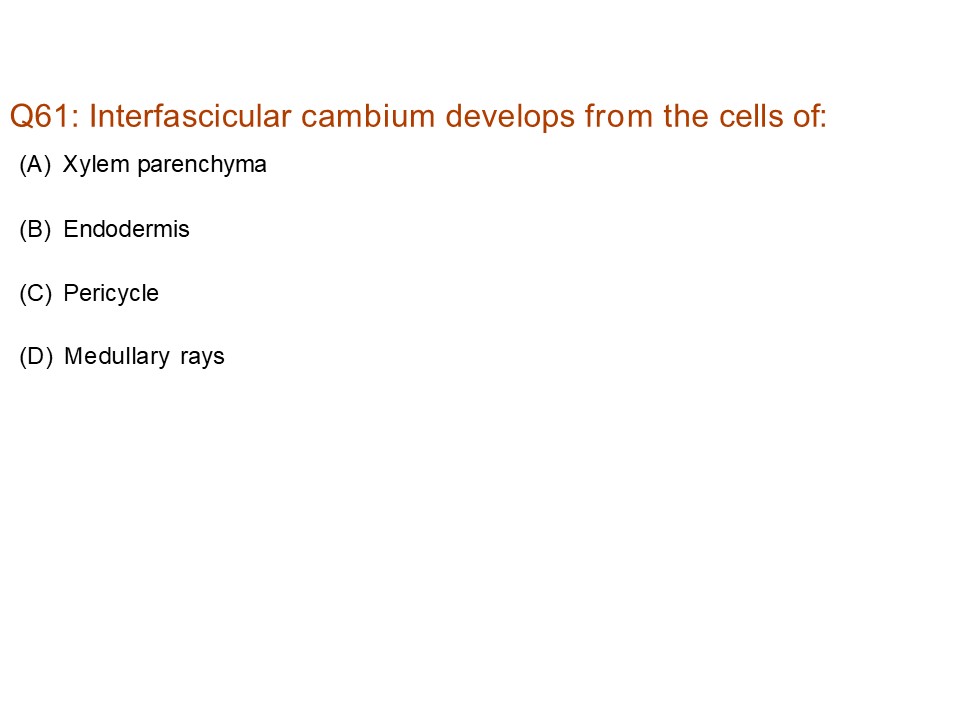 Q61: Interfascicular cambium develops from the cells of:
(A) Xylem parenchyma
(B) Endodermis
(C) Pericycle
(D) Medullary rays